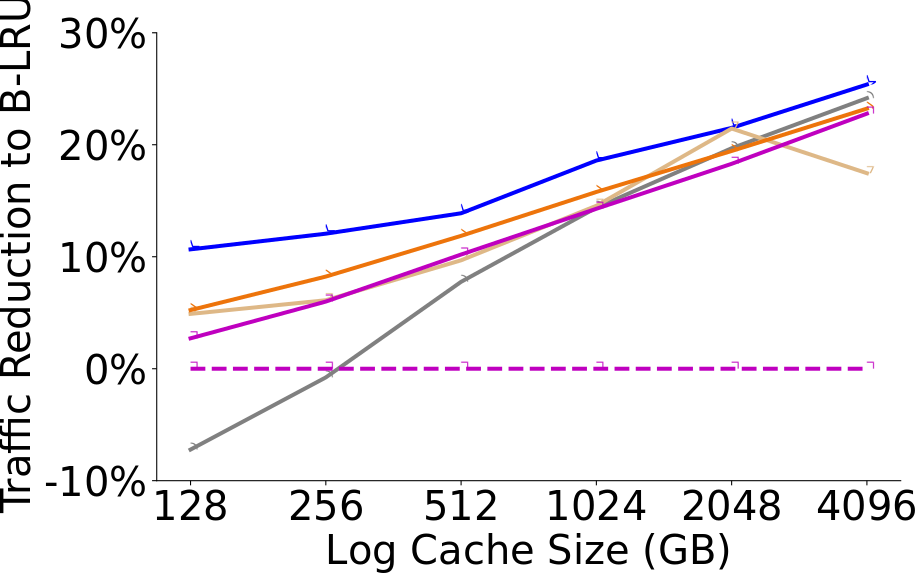 Traffic Reduction to B-LRU
30%
20%
10%
0%
-10%
128 256 512 1024 2048 4096
Log Cache Size (GB)